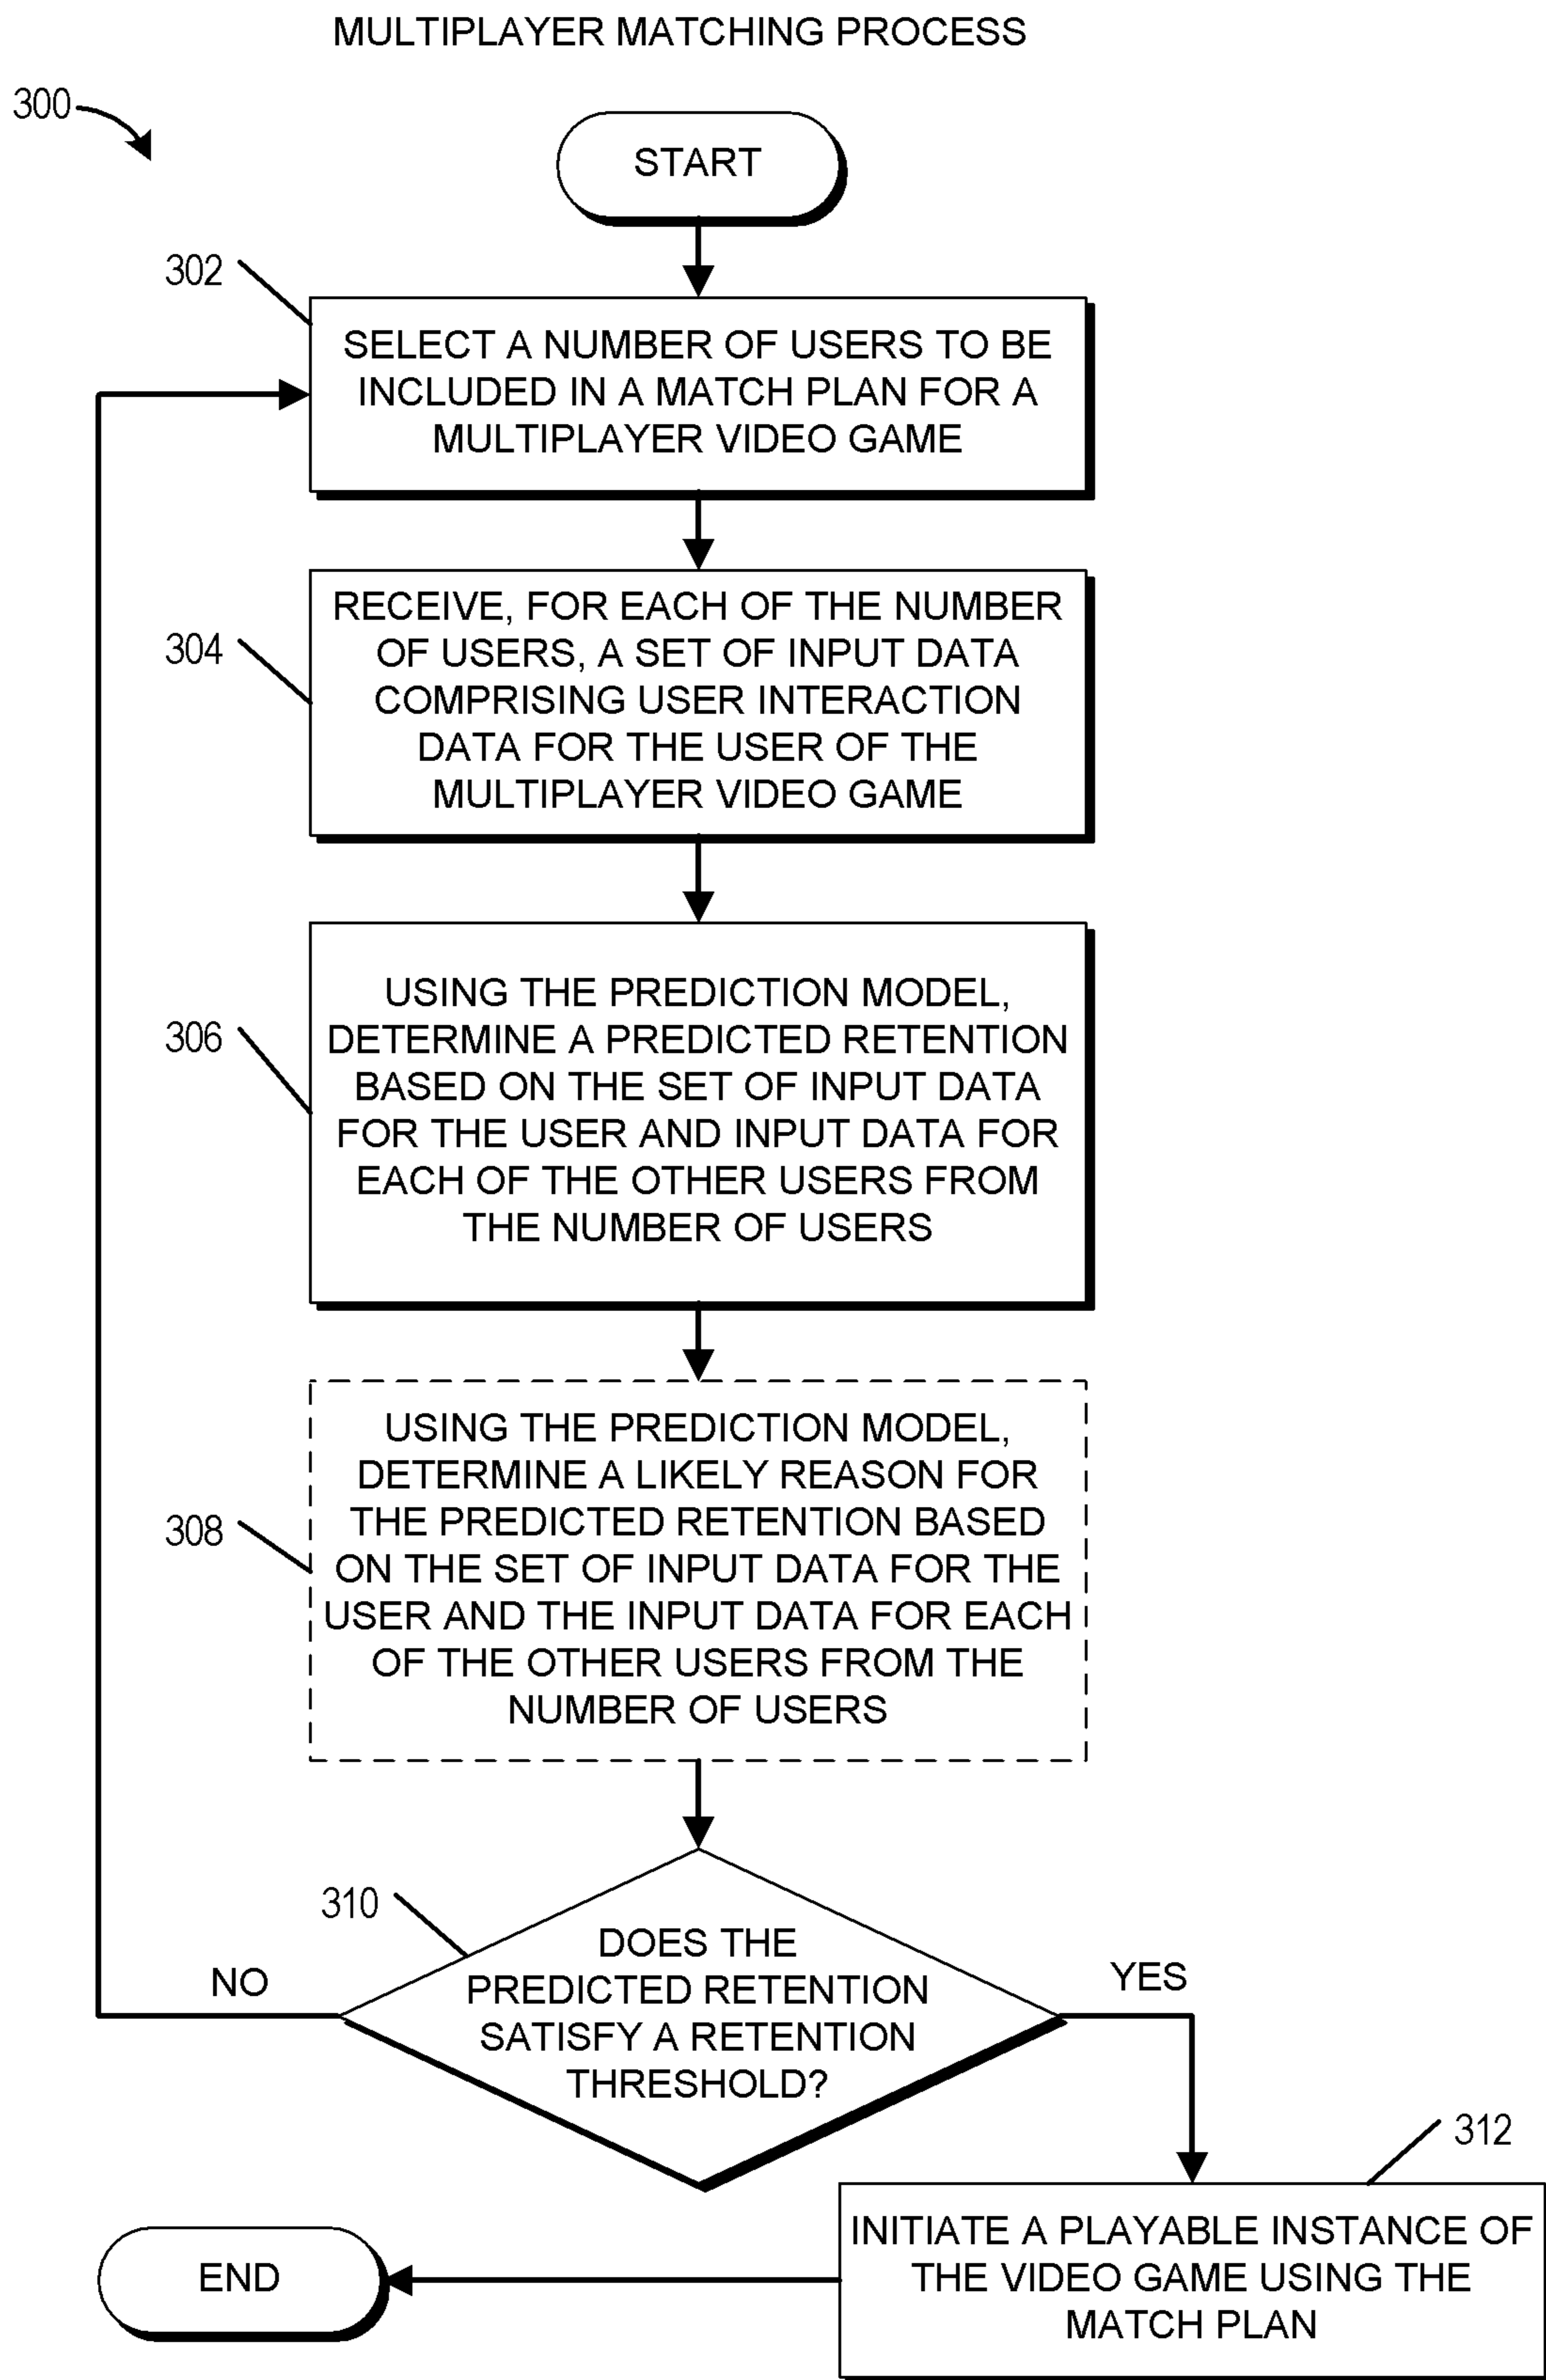 MULTIPLAYER MATCHING PROCESS
300
START
302
SELECT A NUMBER OF USERS TO BE
INCLUDED IN A MATCH PLAN FOR A
MULTIPLAYER VIDEO GAME
304
RECEIVE, FOR EACH OF THE NUMBER
OF USERS, A SET OF INPUT DATA
COMPRISING USER INTERACTION
DATA FOR THE USER OF THE
MULTIPLAYER VIDEO GAME
306
USING THE PREDICTION MODEL,
DETERMINE A PREDICTED RETENTION
BASED ON THE SET OF INPUT DATA
FOR THE USER AND INPUT DATA FOR
EACH OF THE OTHER USERS FROM
THE NUMBER OF USERS
308
USING THE PREDICTION MODEL,
DETERMINE A LIKELY REASON FOR
THE PREDICTED RETENTION BASED
ON THE SET OF INPUT DATA FOR THE
USER AND THE INPUT DATA FOR EACH
OF THE OTHER USERS FROM THE
NUMBER OF USERS
310
DOES THE
PREDICTED RETENTION
SATISFY A RETENTION
THRESHOLD?
NO
YES
312
INITIATE A PLAYABLE INSTANCE OF
THE VIDEO GAME USING THE
MATCH PLAN
END